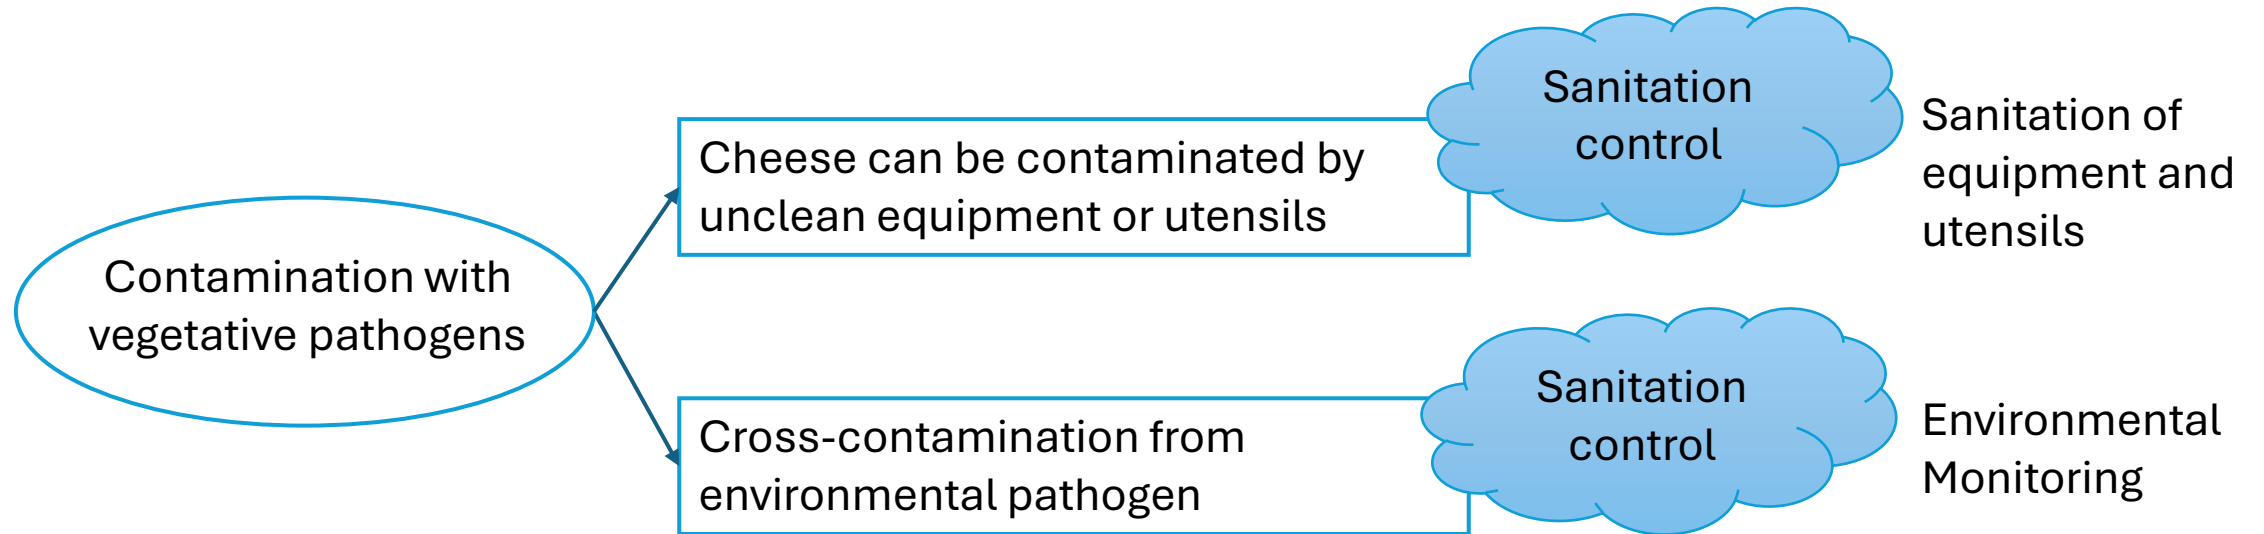 Contamination with
vegetative pathogens
Cheese can be contaminated by
unclean equipment or utensils
Sanitation
control
Sanitation of
equipment and
utensils
Cross-contamination from
environmental pathogen
Sanitation
control
Environmental
Monitoring